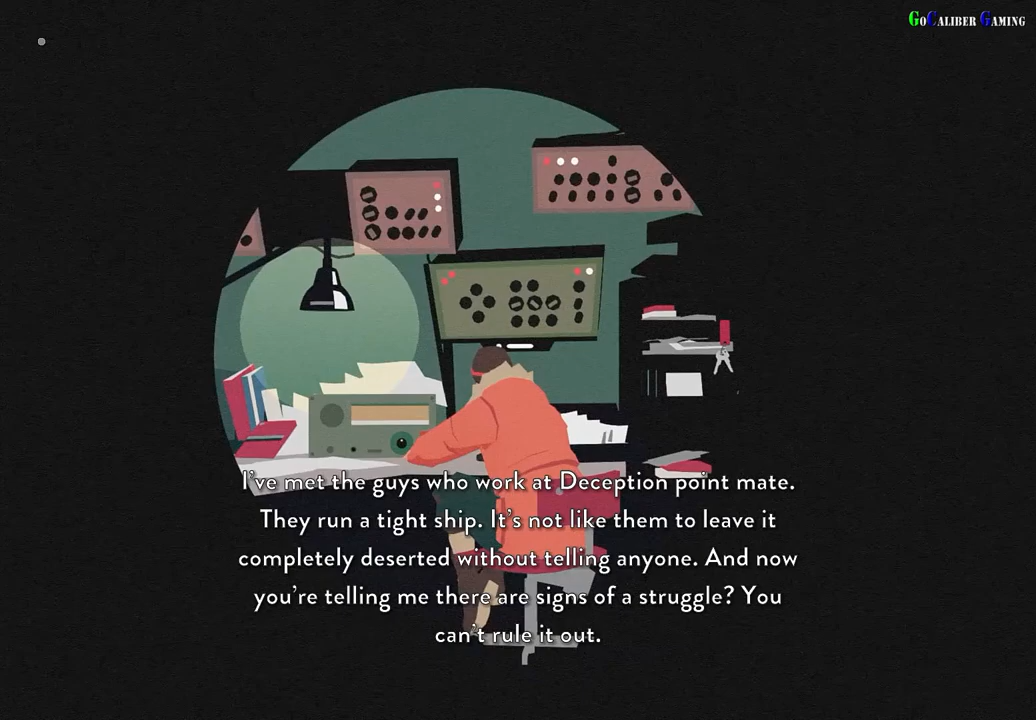 GoCaliber Gaming
I've met the guys who work at Deception point mate.
They run a tight ship. It's not like them to leave it
completely deserted without telling anyone. And now
you're telling me there are signs of a struggle? You
can't rule it out.